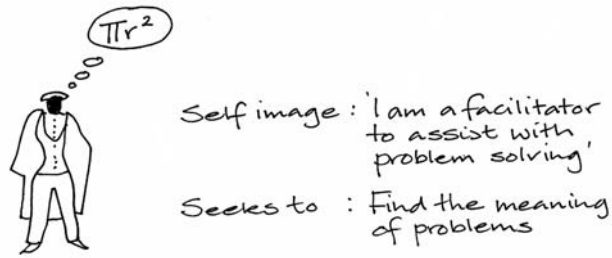 πr²
Self image : 'I am a facilitator
to assist with
problem solving'
Seeks to : Find the meaning
of problems